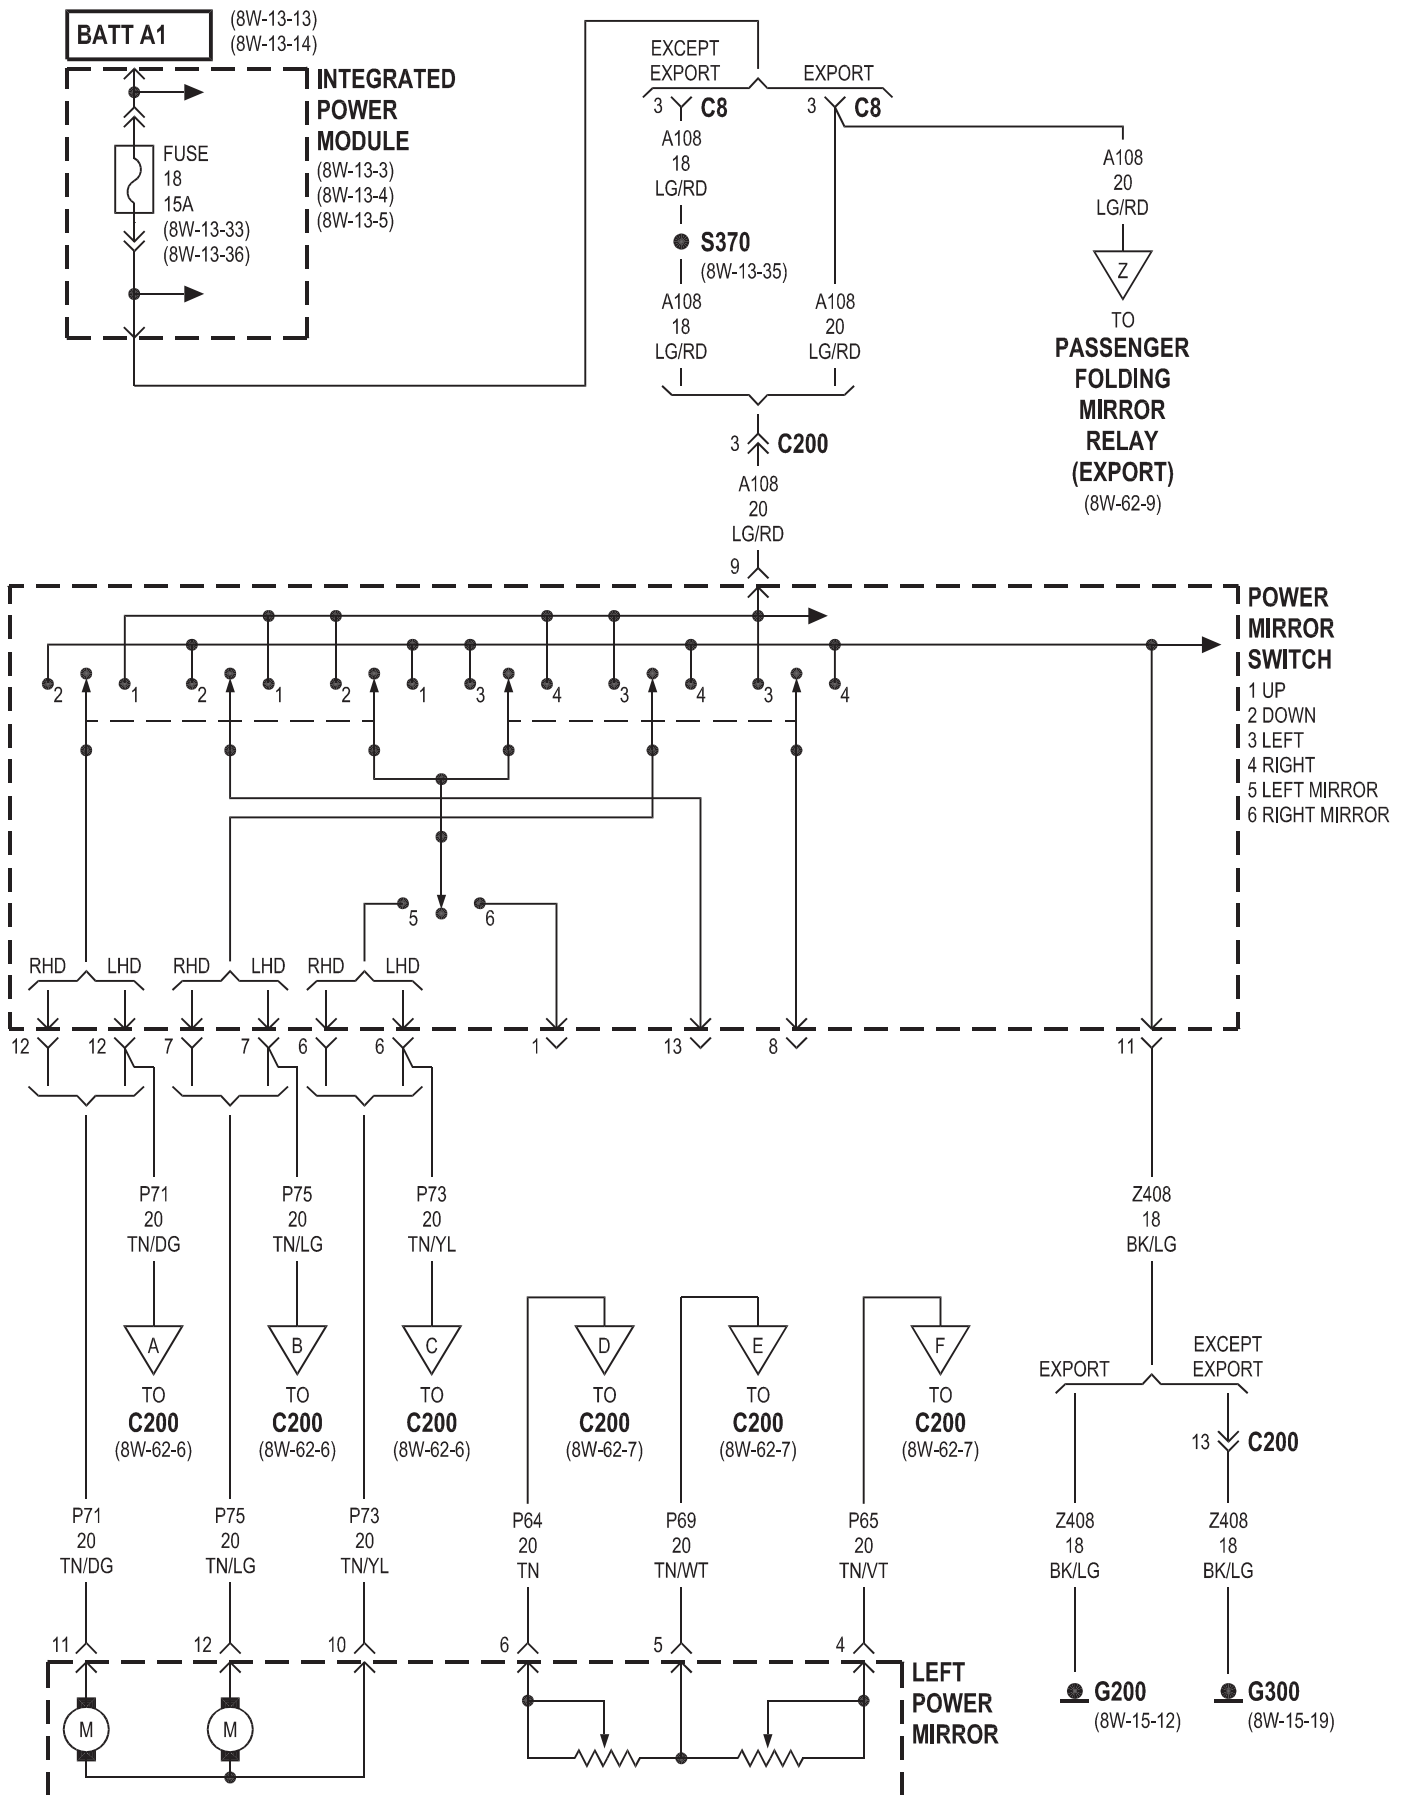 BATT A1
(8W-13-13)
(8W-13-14)
INTEGRATED
POWER
MODULE
(8W-13-3)
(8W-13-4)
(8W-13-5)
FUSE
18
15A
(8W-13-33)
(8W-13-36)
EXCEPT
EXPORT
EXPORT
3
C8
3
C8
A108
18
LG/RD
S370
(8W-13-35)
A108
18
LG/RD
A108
20
LG/RD
A108
20
LG/RD
Z
TO
PASSENGER
FOLDING
MIRROR
RELAY
(EXPORT)
(8W-62-9)
3
C200
A108
20
LG/RD
9
POWER
MIRROR
SWITCH
1 UP
2 DOWN
3 LEFT
4 RIGHT
5 LEFT MIRROR
6 RIGHT MIRROR
2
1
2
1
2
1
3
4
3
4
3
4
5
6
RHD
LHD
RHD
LHD
RHD
LHD
12
12
7
7
6
6
1
13
8
11
P71
20
TN/DG
P75
20
TN/LG
P73
20
TN/YL
Z408
18
BK/LG
A
TO
C200
(8W-62-6)
B
TO
C200
(8W-62-6)
C
TO
C200
(8W-62-6)
D
TO
C200
(8W-62-7)
E
TO
C200
(8W-62-7)
F
TO
C200
(8W-62-7)
EXPORT
EXCEPT
EXPORT
13
C200
P71
20
TN/DG
P75
20
TN/LG
P73
20
TN/YL
P64
20
TN
P69
20
TN/WT
P65
20
TN/VT
Z408
18
BK/LG
Z408
18
BK/LG
11
12
10
6
5
4
LEFT
POWER
MIRROR
M
M
G200
(8W-15-12)
G300
(8W-15-19)